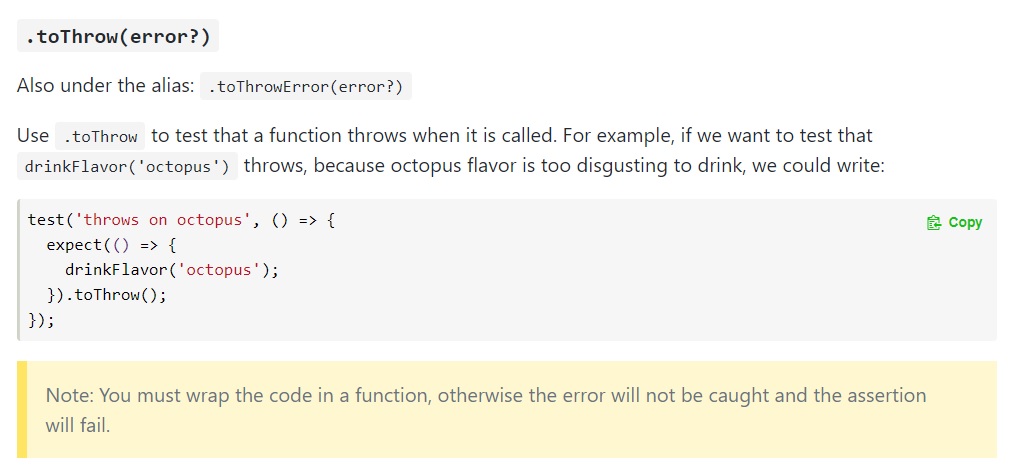 .toThrow(error?)
Also under the alias: .toThrowError(error?)
Use .toThrow to test that a function throws when it is called. For example, if we want to test that
drinkFlavor('octopus') throws, because octopus flavor is too disgusting to drink, we could write:
test('throws on octopus', () => {
  expect(() => {
    drinkFlavor('octopus');
  }).toThrow();
});
Copy
Note: You must wrap the code in a function, otherwise the error will not be caught and the assertion
will fail.